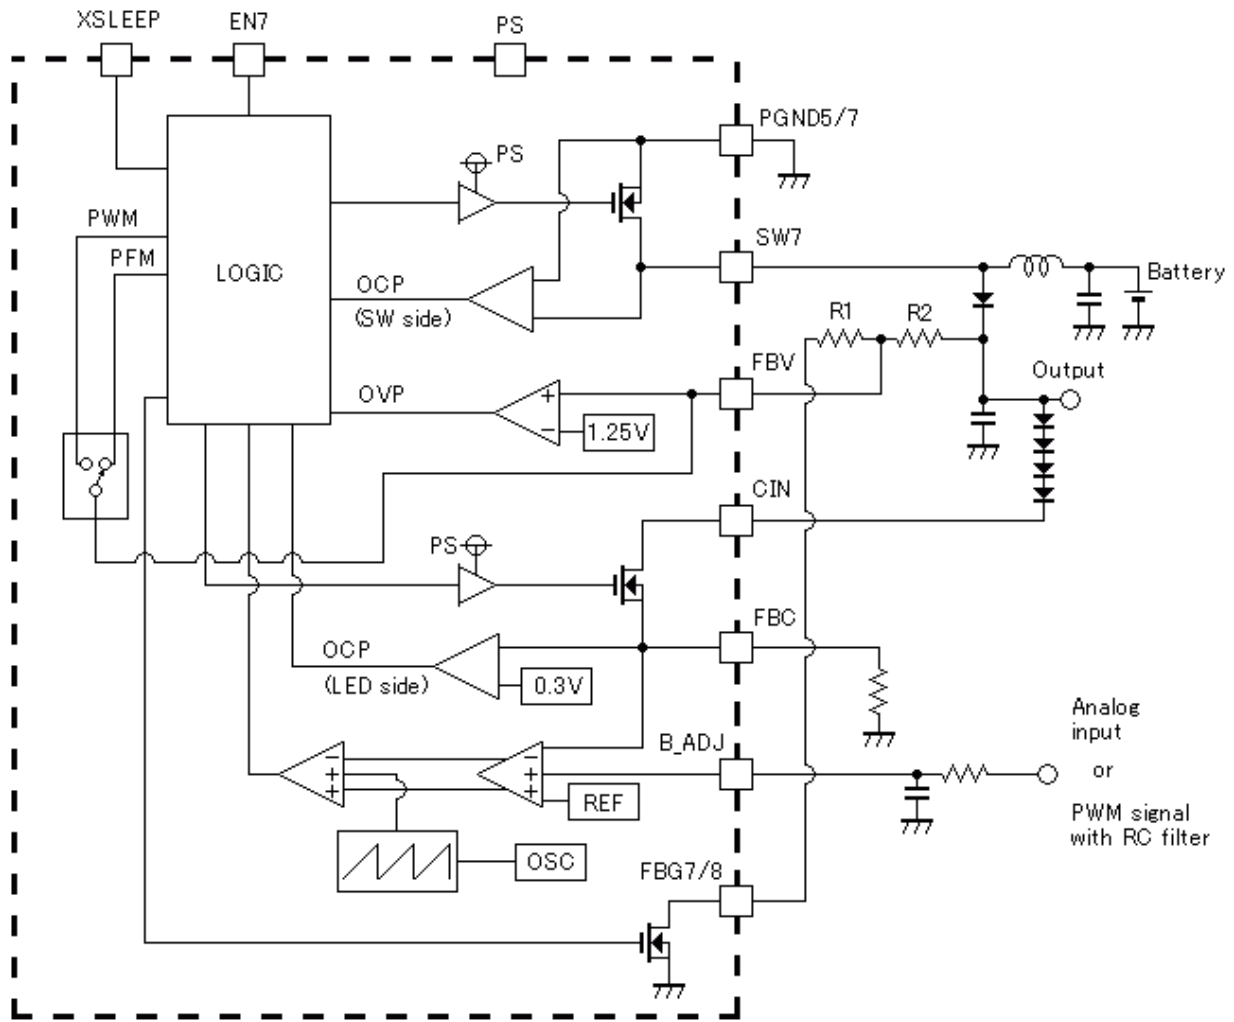 XSLEEP
EN7
PS
PGND5/7
PS
PWM
SW7
PFM
LOGIC
OCP
(SW side)
Battery
R1
R2
FBV
Output
OVP
+
−
1.25V
CIN
PS
FBC
OCP
(LED side)
0.3V
Analog
input
B_ADJ
−
+
+
−
+
+
or
REF
PWM signal
with RC filter
OSC
FBG7/8